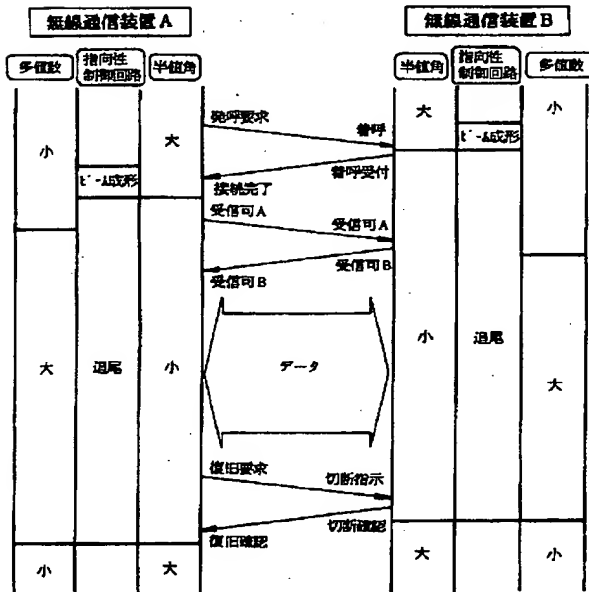 無線通信装置A
無線通信装置B
多値数
指向性
制御回路
半値角
半値角
指向性
制御回路
多値数
小
大
大
小
発呼要求
着呼
ビーム成形
ビーム成形
着呼受付
接続完了
受信可A
受信可A
受信可B
受信可B
大
追尾
小
データ
小
追尾
大
復旧要求
切断指示
切断確認
復旧確認
小
大
大
小